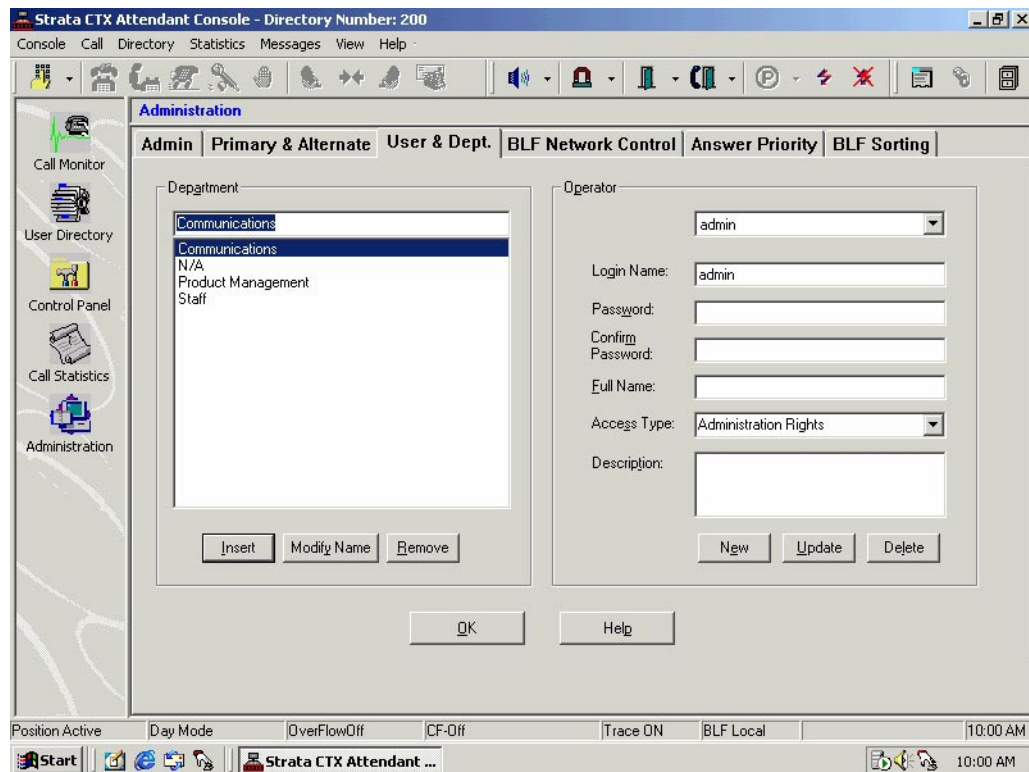 Strata CTX Attendant Console - Directory Number: 200
Console Call Directory Statistics Messages View Help
Administration
Admin Primary & Alternate User & Dept. BLF Network Control Answer Priority BLF Sorting
Call Monitor
User Directory
Control Panel
Call Statistics
Administration
Department
Communications
Communications
N/A
Product Management
Staff
Insert Modify Name Remove
Operator
admin
Login Name: admin
Password:
Confirm
Password:
Full Name:
Access Type: Administration Rights
Description:
New Update Delete
OK Help
Position Active Day Mode OverFlowOff CF-Off Trace ON BLF Local 10:00 AM
Start Strata CTX Attendant ... 10:00 AM